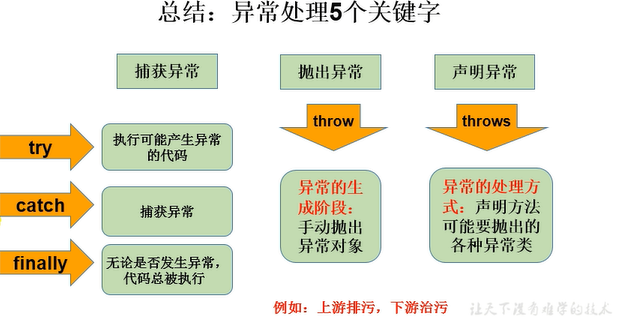 总结：异常处理5个关键字
捕获异常
抛出异常
声明异常
try
执行可能产生异常
的代码
catch
捕获异常
finally
无论是否发生异常，
代码总被执行
throw
异常的生
成阶段：
手动抛出
异常对象
throws
异常的处理方
式：声明方法
可能要抛出的
各种异常类
例如：上游排污，下游治污
让天下没有难学的技术